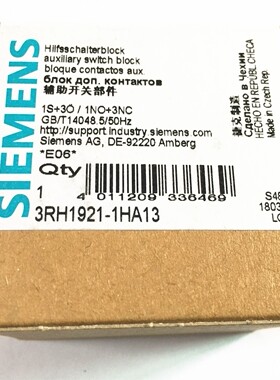 SIEMENS
Hilfsschalterblock
auxiliary switch block
bloque contactos aux.
блок доп. контактов
辅助开关部件
1S+3Ö / 1NO+3NC
GB/T14048.5/50Hz
http://support.industry.siemens.com/
Siemens AG, DE-92220 Amberg
*E06*
Qty
1
4 011209 336469
3RH1921-1HA13
捷克制造
Сделано в Чехии
HECHO EN REPUBL CHECA
Made in Czech Rep